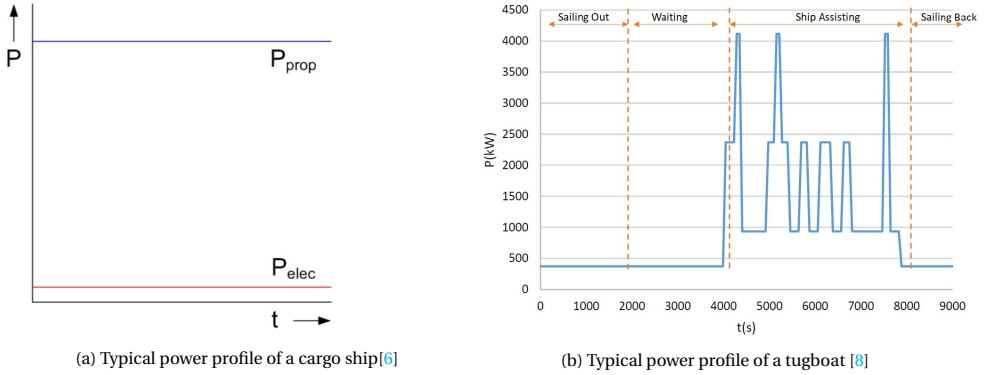 P
P_prop
P_elec
t
(a) Typical power profile of a cargo ship[6]
Sailing Out
Waiting
Ship Assisting
Sailing Back
4500
4000
3500
3000
2500
2000
1500
1000
500
0
P(kW)
0 1000 2000 3000 4000 5000 6000 7000 8000 9000
t(s)
(b) Typical power profile of a tugboat [8]